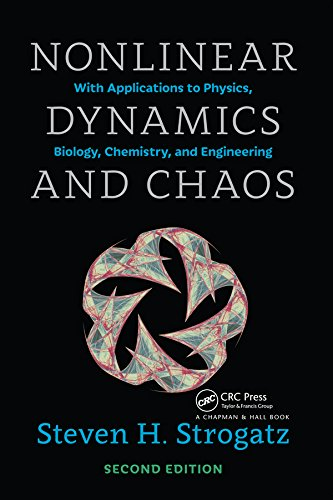 NONLINEAR
With Applications to Physics,
DYNAMICS
Biology, Chemistry, and Engineering
AND CHAOS
CRC
CRC Press
Taylor & Francis Group
A CHAPMAN & HALL BOOK
Steven H. Strogatz
SECOND EDITION